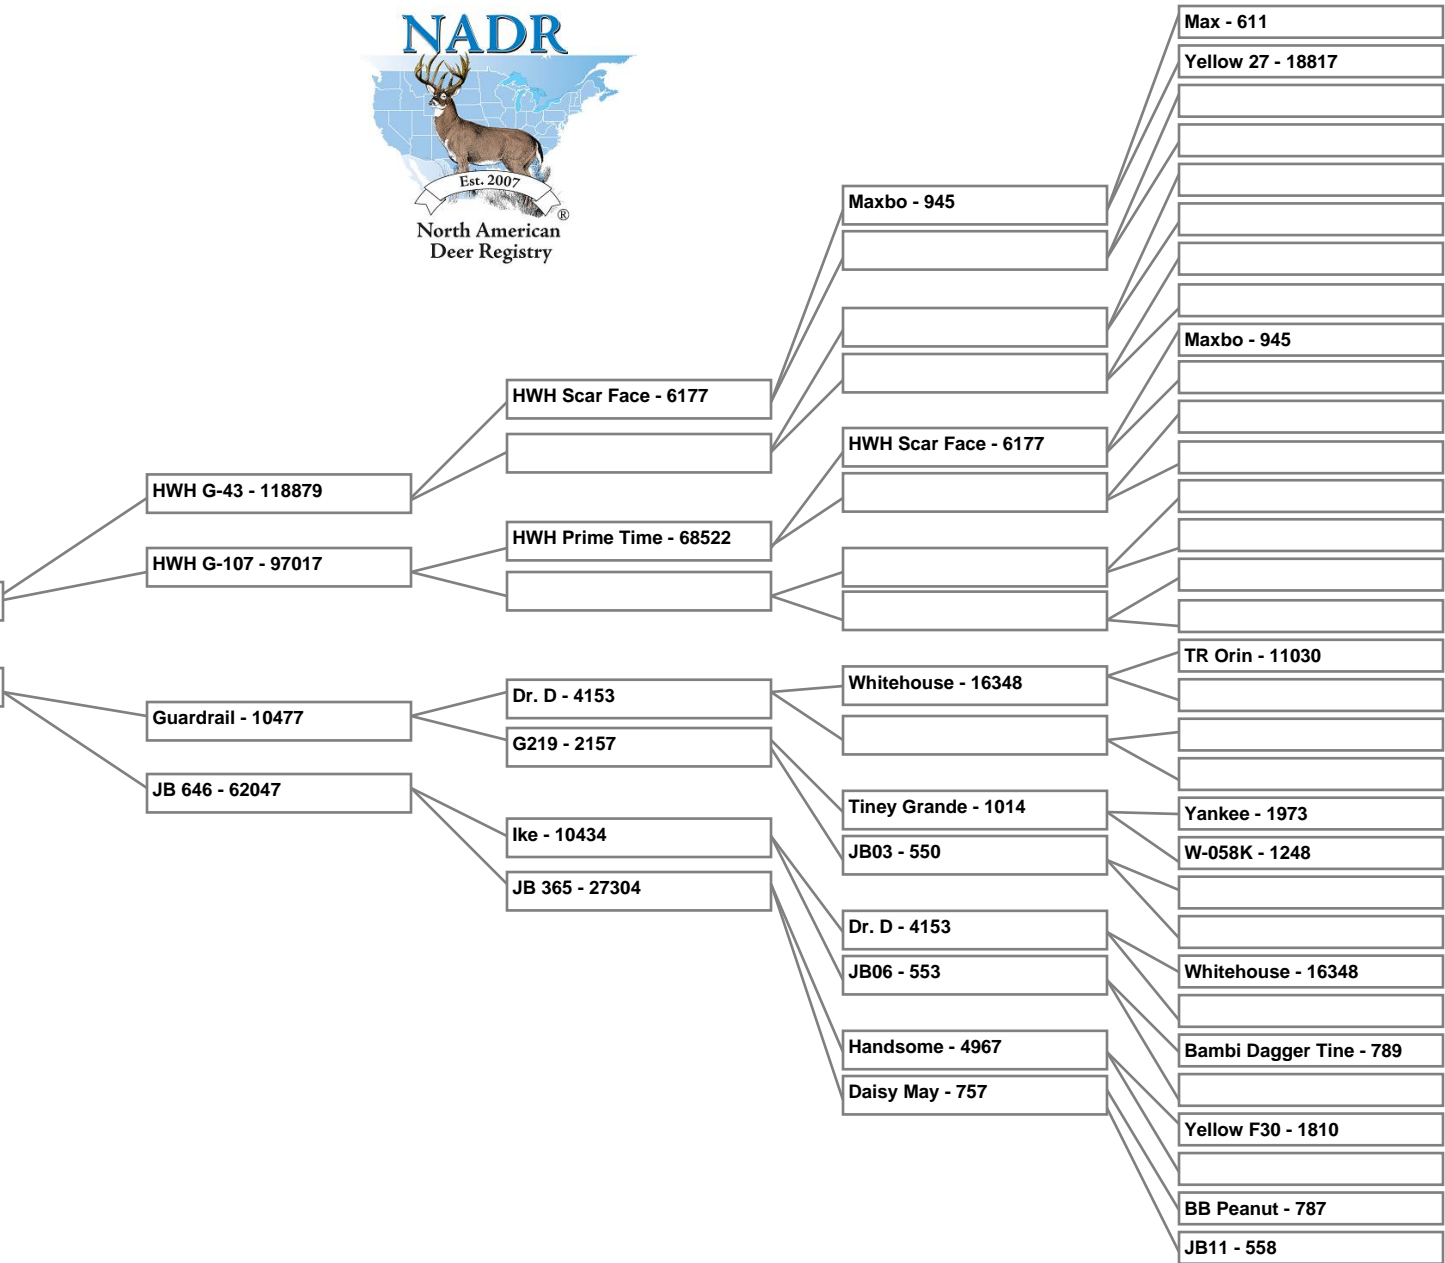 NADR
Est. 2007
®
North American
Deer Registry
HWH G-43 - 118879
HWH G-107 - 97017
Guardrail - 10477
JB 646 - 62047
HWH Scar Face - 6177
HWH Prime Time - 68522
Dr. D - 4153
G219 - 2157
Ike - 10434
JB 365 - 27304
Maxbo - 945
HWH Scar Face - 6177
Whitehouse - 16348
Tiney Grande - 1014
JB03 - 550
Dr. D - 4153
JB06 - 553
Handsome - 4967
Daisy May - 757
Max - 611
Yellow 27 - 18817
Maxbo - 945
TR Orin - 11030
Yankee - 1973
W-058K - 1248
Whitehouse - 16348
Bambi Dagger Tine - 789
Yellow F30 - 1810
BB Peanut - 787
JB11 - 558